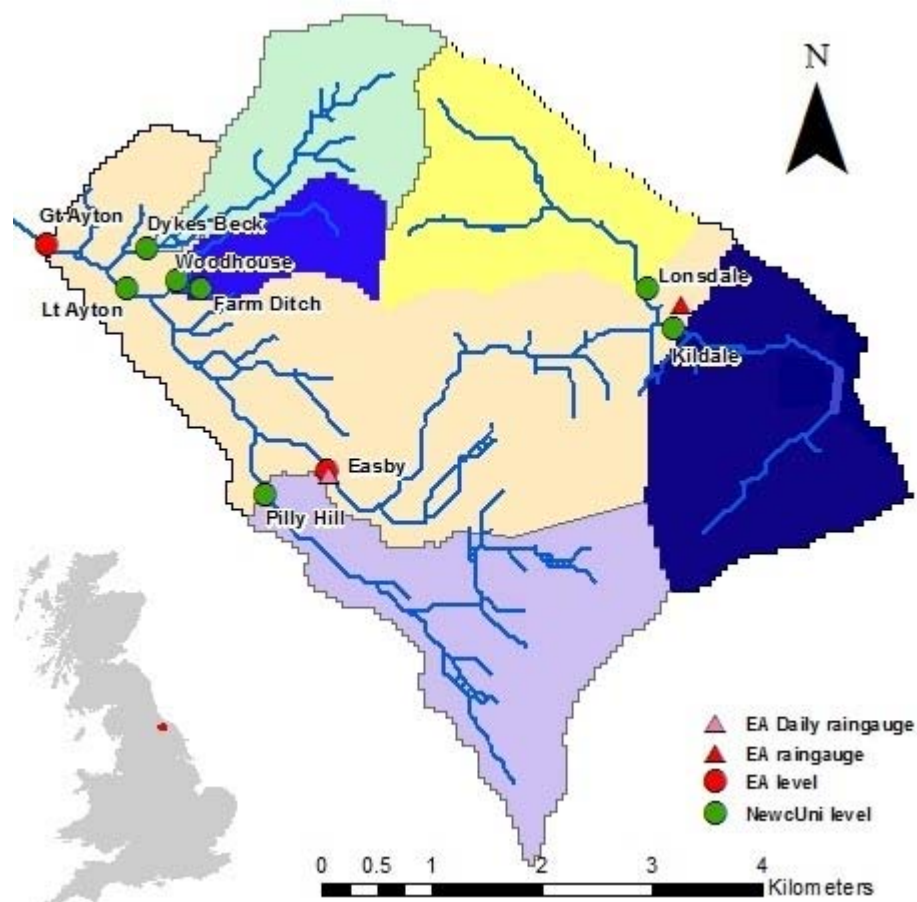 N
Gt Ayton
Dykes Beck
Woodhouse
Lt Ayton
Farm Ditch
Lonsdale
Kildale
Easby
Pilly Hill
EA Daily raingauge
EA raingauge
EA level
NewcUni level
0 0.5 1 2 3 4
Kilometers